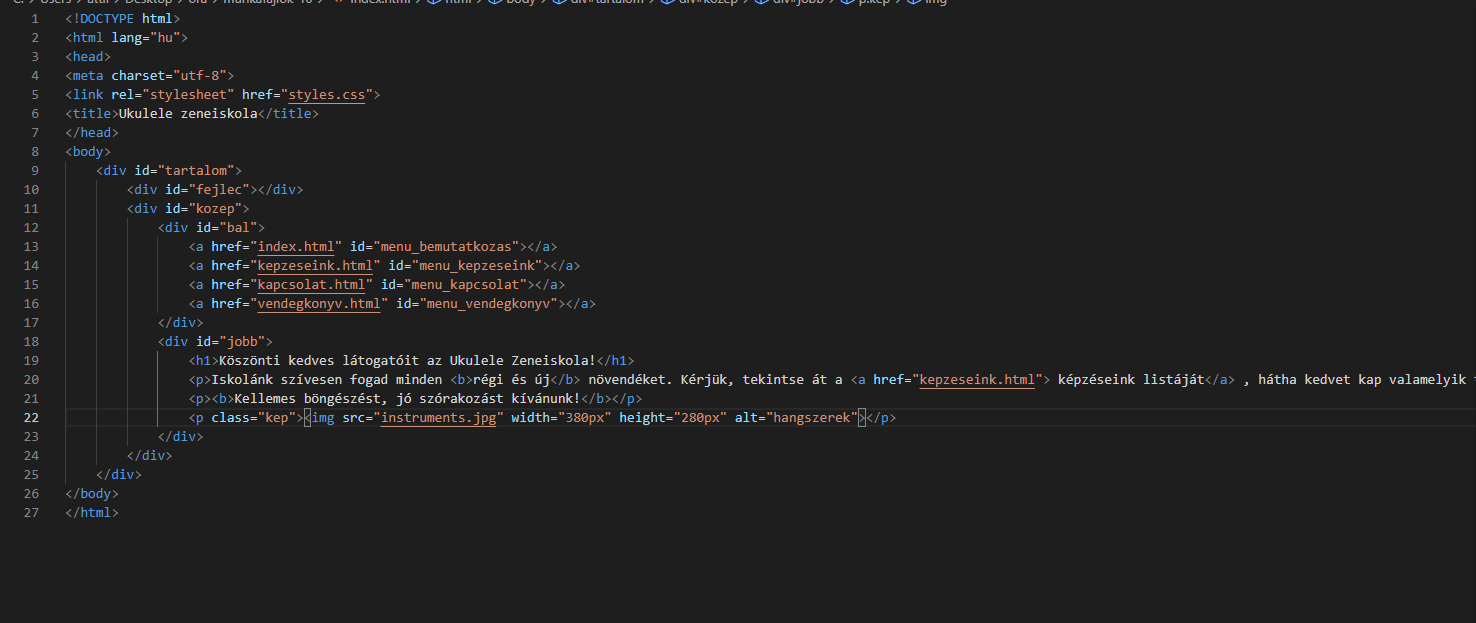 index.html > html > body > div#tartalom > div#kozep > div#jobb > p.kep > img
1 <!DOCTYPE html>
2 <html lang="hu">
3 <head>
4 <meta charset="utf-8">
5 <link rel="stylesheet" href="styles.css">
6 <title>Ukulele zeneiskola</title>
7 </head>
8 <body>
9 <div id="tartalom">
10 <div id="fejlec"></div>
11 <div id="kozep">
12 <div id="bal">
13 <a href="index.html" id="menu_bemutatkozas"></a>
14 <a href="kepzeseink.html" id="menu_kepzeseink"></a>
15 <a href="kapcsolat.html" id="menu_kapcsolat"></a>
16 <a href="vendegkonyv.html" id="menu_vendegkonyv"></a>
17 </div>
18 <div id="jobb">
19 <h1>Köszönti kedves látogatóit az Ukulele Zeneiskola!</h1>
20 <p>Iskolánk szívesen fogad minden <b>régi és új</b> növendéket. Kérjük, tekintse át a <a href="kepzeseink.html"> képzéseink listáját</a> , hátha kedvet kap valamelyik
21 <p><b>Kellemes böngészést, jó szórakozást kívánunk!</b></p>
22 <p class="kep"><img src="instruments.jpg" width="380px" height="280px" alt="hangszerek"></p>
23 </div>
24 </div>
25 </div>
26 </body>
27 </html>